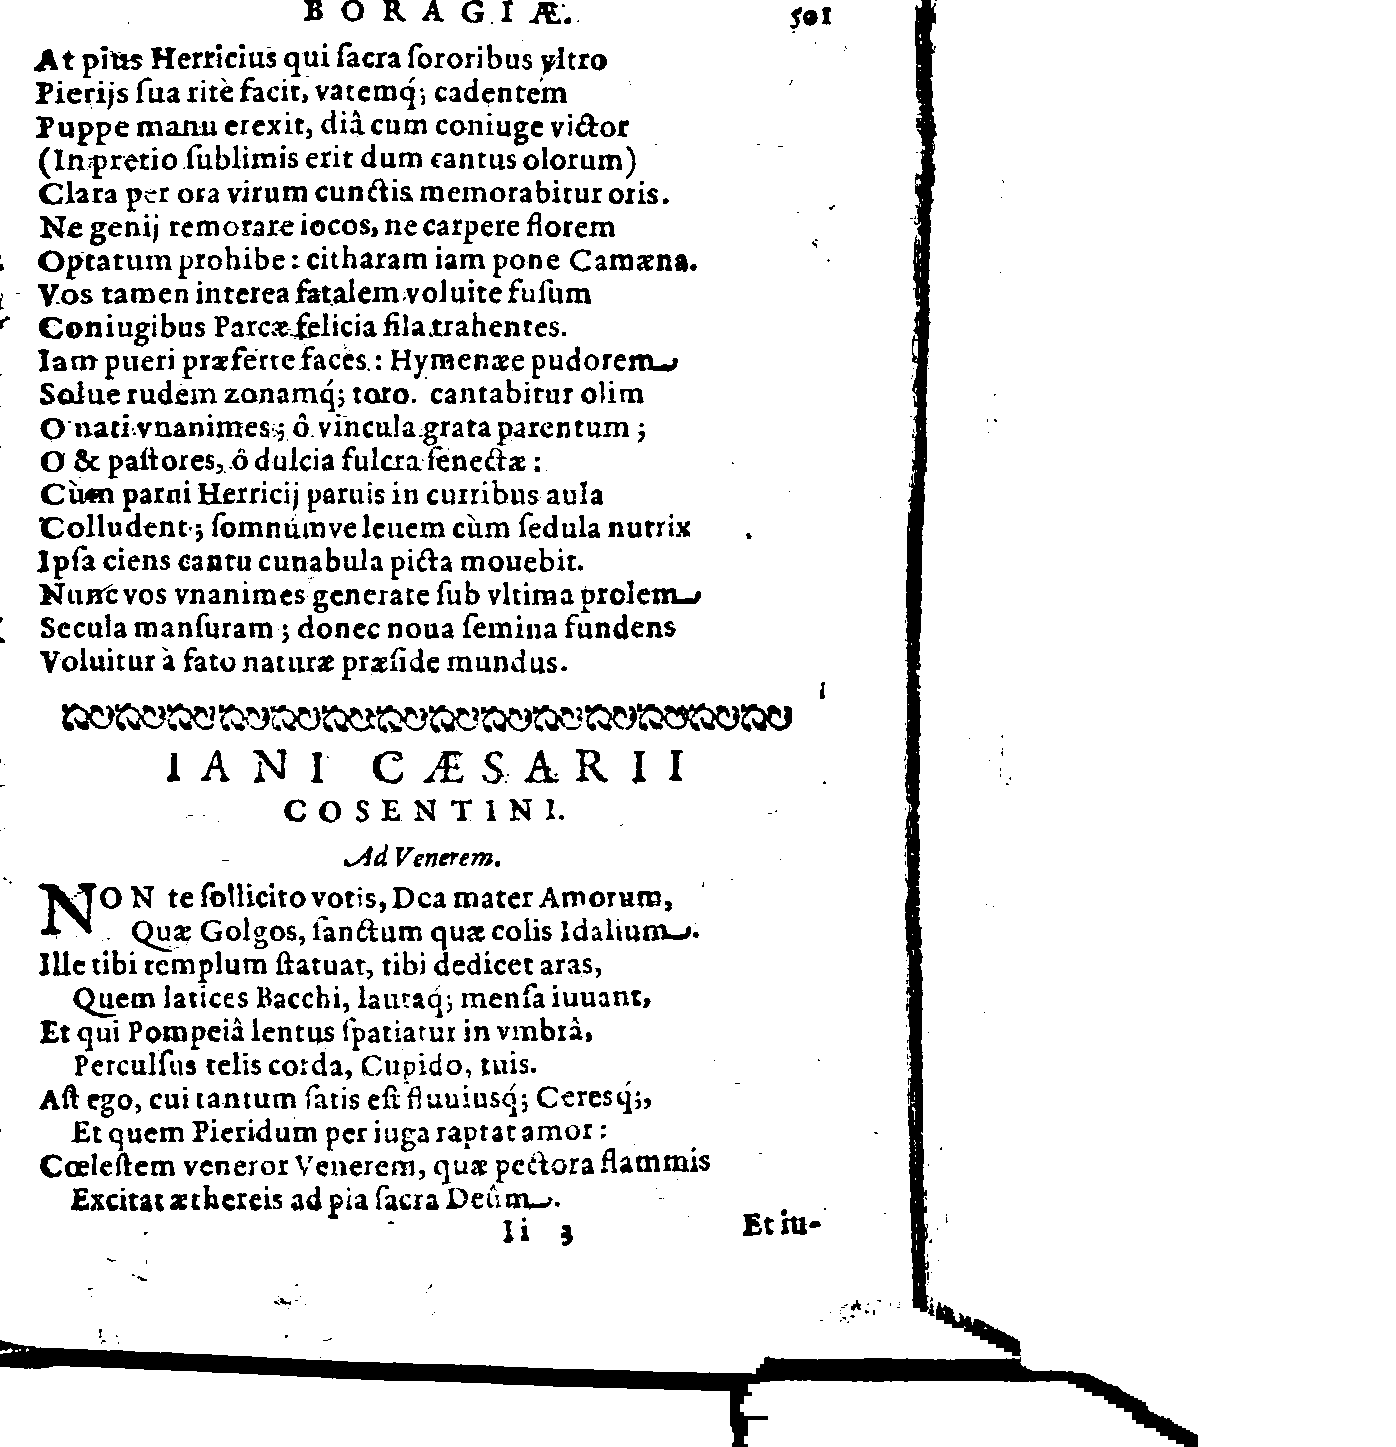 BORAGIÆ. 501
At pius Herricius qui ſacra ſororibus vltro
Pierijs ſua ritè facit, vatemq́; cadentem
Puppe manu erexit, diâ cum coniuge victor
(In pretio ſublimis erit dum cantus olorum)
Clara per ora virum cunctis memorabitur oris.
Ne genij remorare iocos, ne carpere florem
Optatum prohibe: citharam iam pone Camæna.
Vos tamen interea fatalem voluite fuſum
Coniugibus Parcæ felicia fila trahentes.
Iam pueri præferte faces: Hymenæe pudorem
Solue rudem zonamq́; toro. cantabitur olim
O nati vnanimes; ô vincula grata parentum;
O & paſtores, ô dulcia fulcra ſenectæ:
Cùm parui Herricij paruis in curribus aula
Colludent; ſomnúmve leuem cùm ſedula nutrix
Ipſa ciens cantu cunabula picta mouebit.
Nunc vos vnanimes generate ſub vltima prolem
Secula manſuram; donec noua ſemina fundens
Voluitur à fato naturæ præſide mundus.
IANI CÆSARII
COSENTINI.
Ad Venerem.
NON te ſollicito votis, Dea mater Amorum,
Quæ Golgos, ſanctum quæ colis Idalium.
Ille tibi templum ſtatuat, tibi dedicet aras,
Quem latices Bacchi, lautaq́; menſa iuuant,
Et qui Pompeiâ lentus ſpatiatur in vmbrâ,
Perculſus telis corda, Cupido, tuis.
Aſt ego, cui tantum ſatis eſt fluuiusq́; Ceresq́;,
Et quem Pieridum per iuga raptat amor:
Cœleſtem veneror Venerem, quæ pectora flammis
Excitat æthereis ad pia ſacra Deûm.
Ii 3 Et iu-